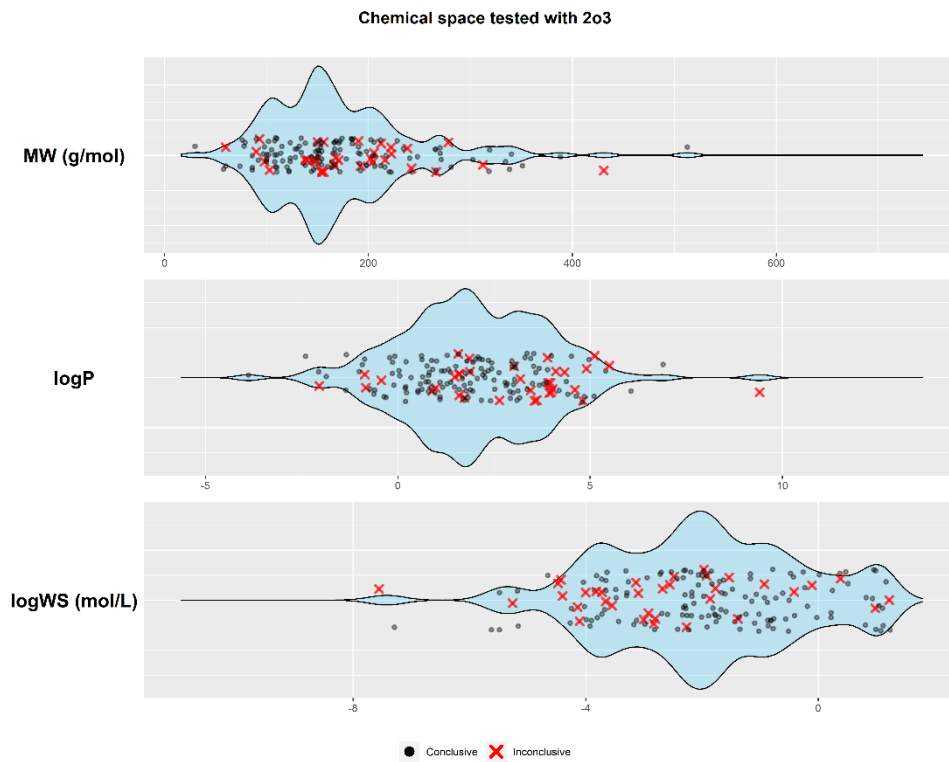 Chemical space tested with 2o3
MW (g/mol)
0 200 400 600
logP
-5 0 5 10
logWS (mol/L)
-8 -4 0
Conclusive Inconclusive